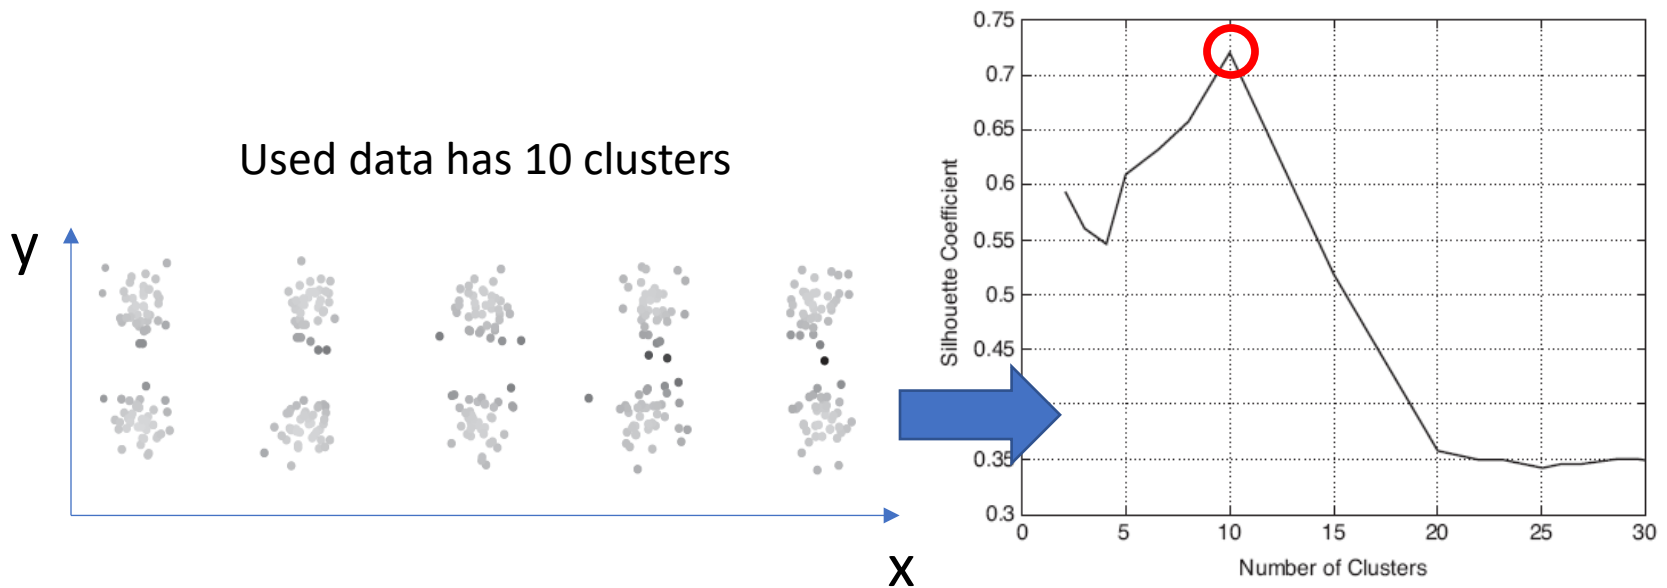 Used data has 10 clusters
y
x
0.75
0.7
0.65
0.6
0.55
0.5
0.45
0.35
0.3
Silhouette Coefficient
0 5 10 15 20 25 30
Number of Clusters